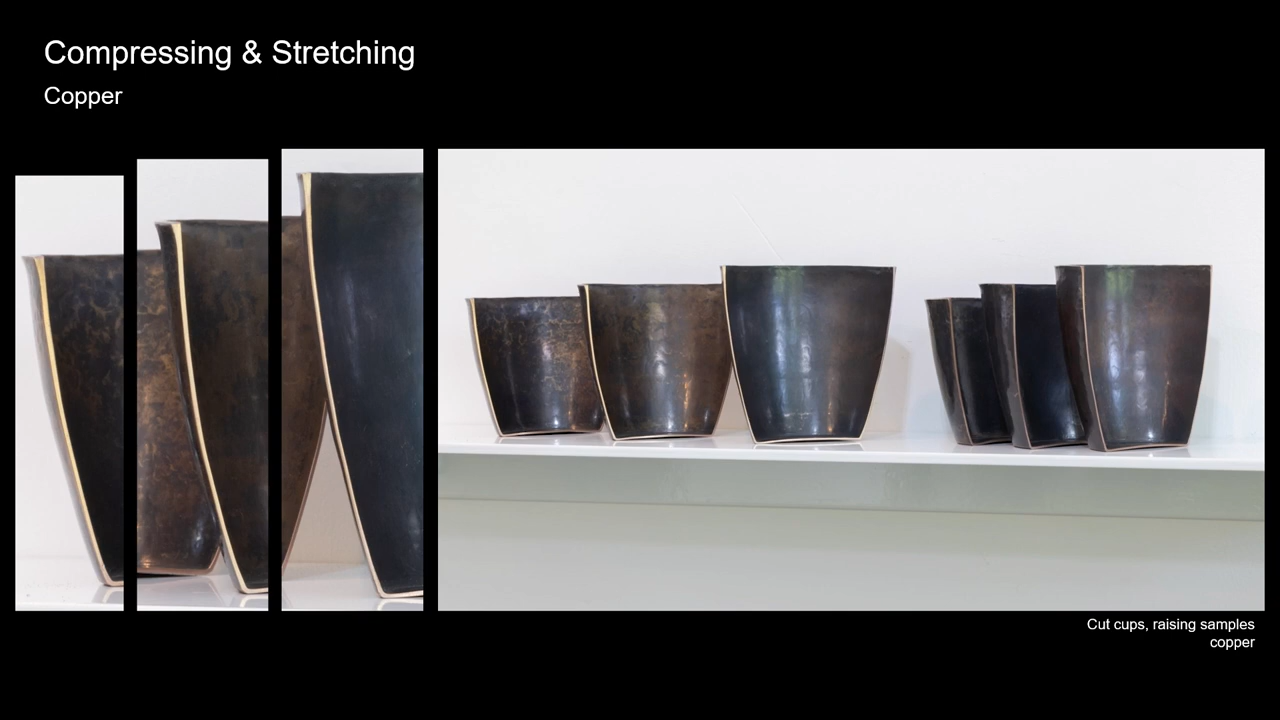 Compressing & Stretching
Copper
Cut cups, raising samples
copper